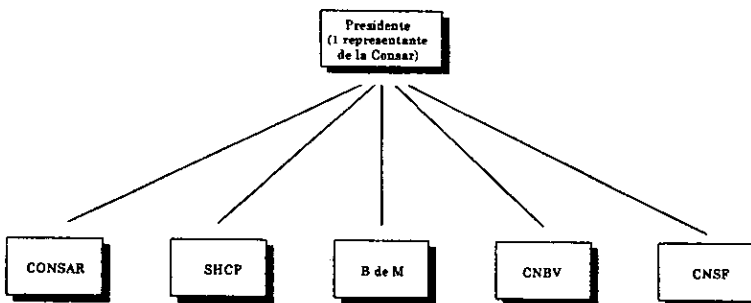 Presidente
(1 representante
de la Consar)
CONSAR
SHCP
B de M
CNBV
CNSF